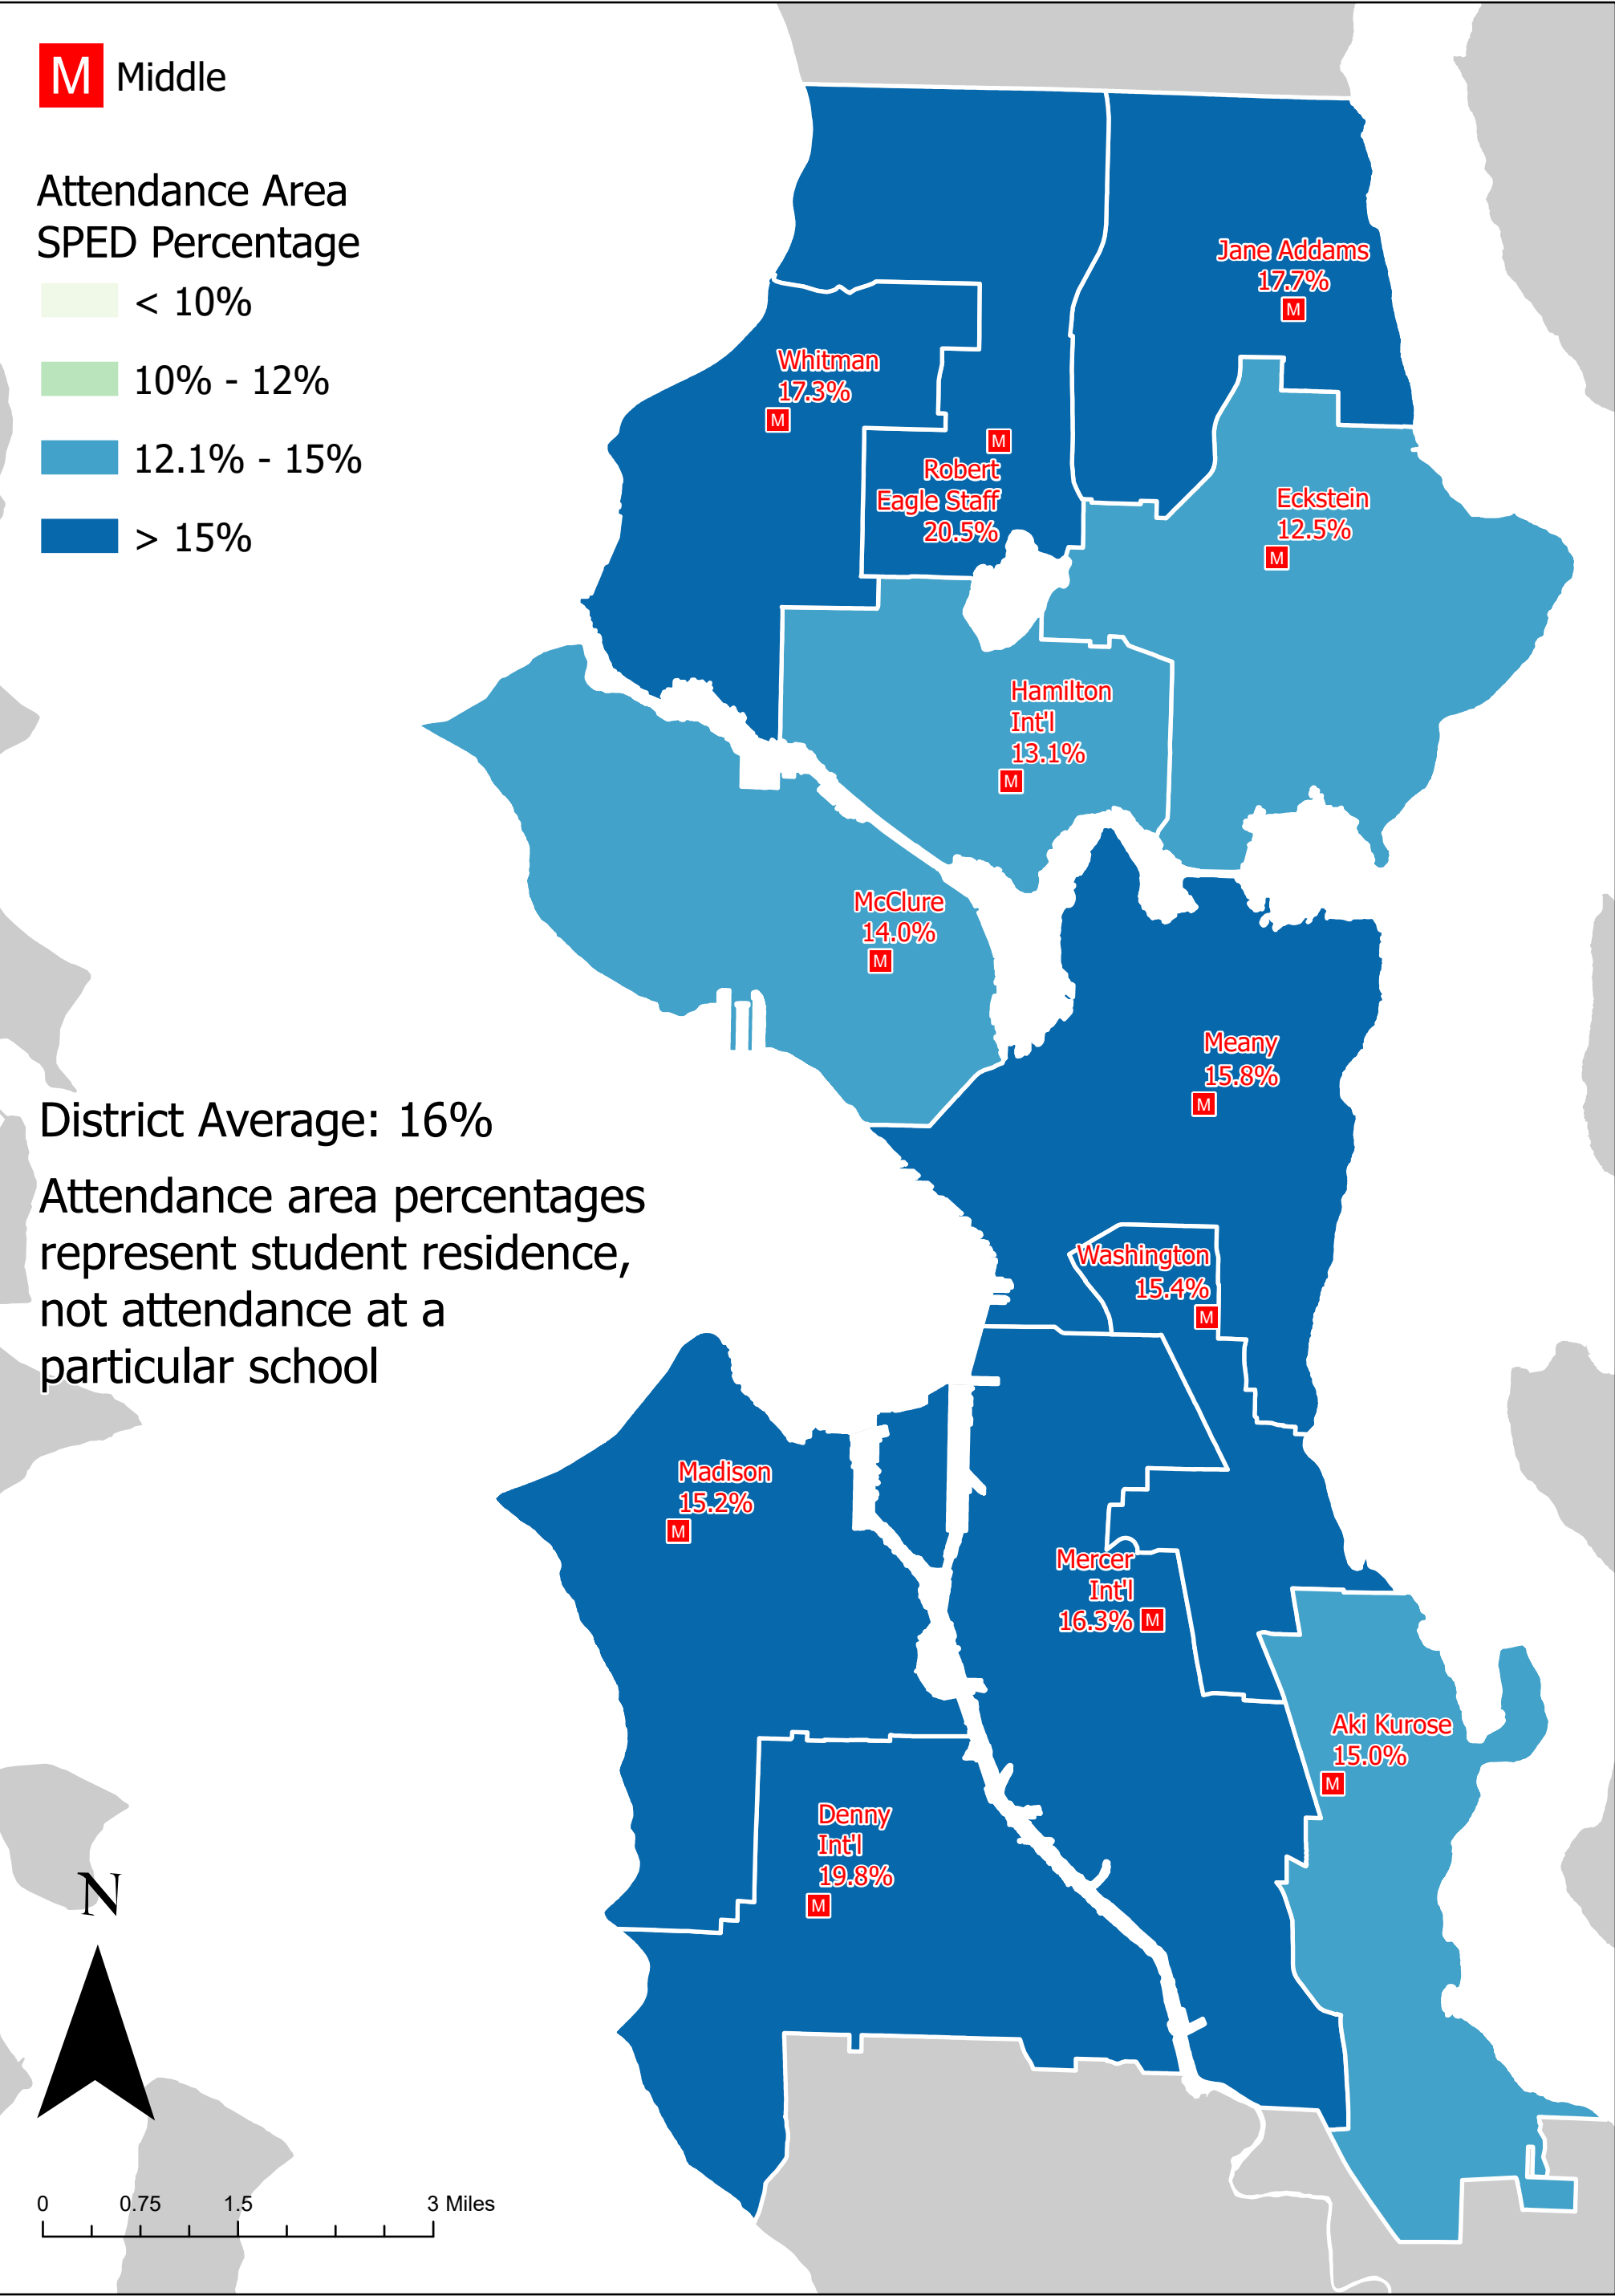 M Middle
Attendance Area
SPED Percentage
< 10%
10% - 12%
12.1% - 15%
> 15%
Jane Addams
17.7%
M
Whitman
17.3%
M
M
Robert
Eagle Staff
20.5%
Eckstein
12.5%
M
Hamilton
Int'l
13.1%
M
McClure
14.0%
M
Meany
15.8%
M
District Average: 16%
Attendance area percentages
represent student residence,
not attendance at a
particular school
Washington
15.4%
M
Madison
15.2%
M
Mercer
Int'l
16.3% M
Aki Kurose
15.0%
M
Denny
Int'l
19.8%
M
N
0 0.75 1.5 3 Miles